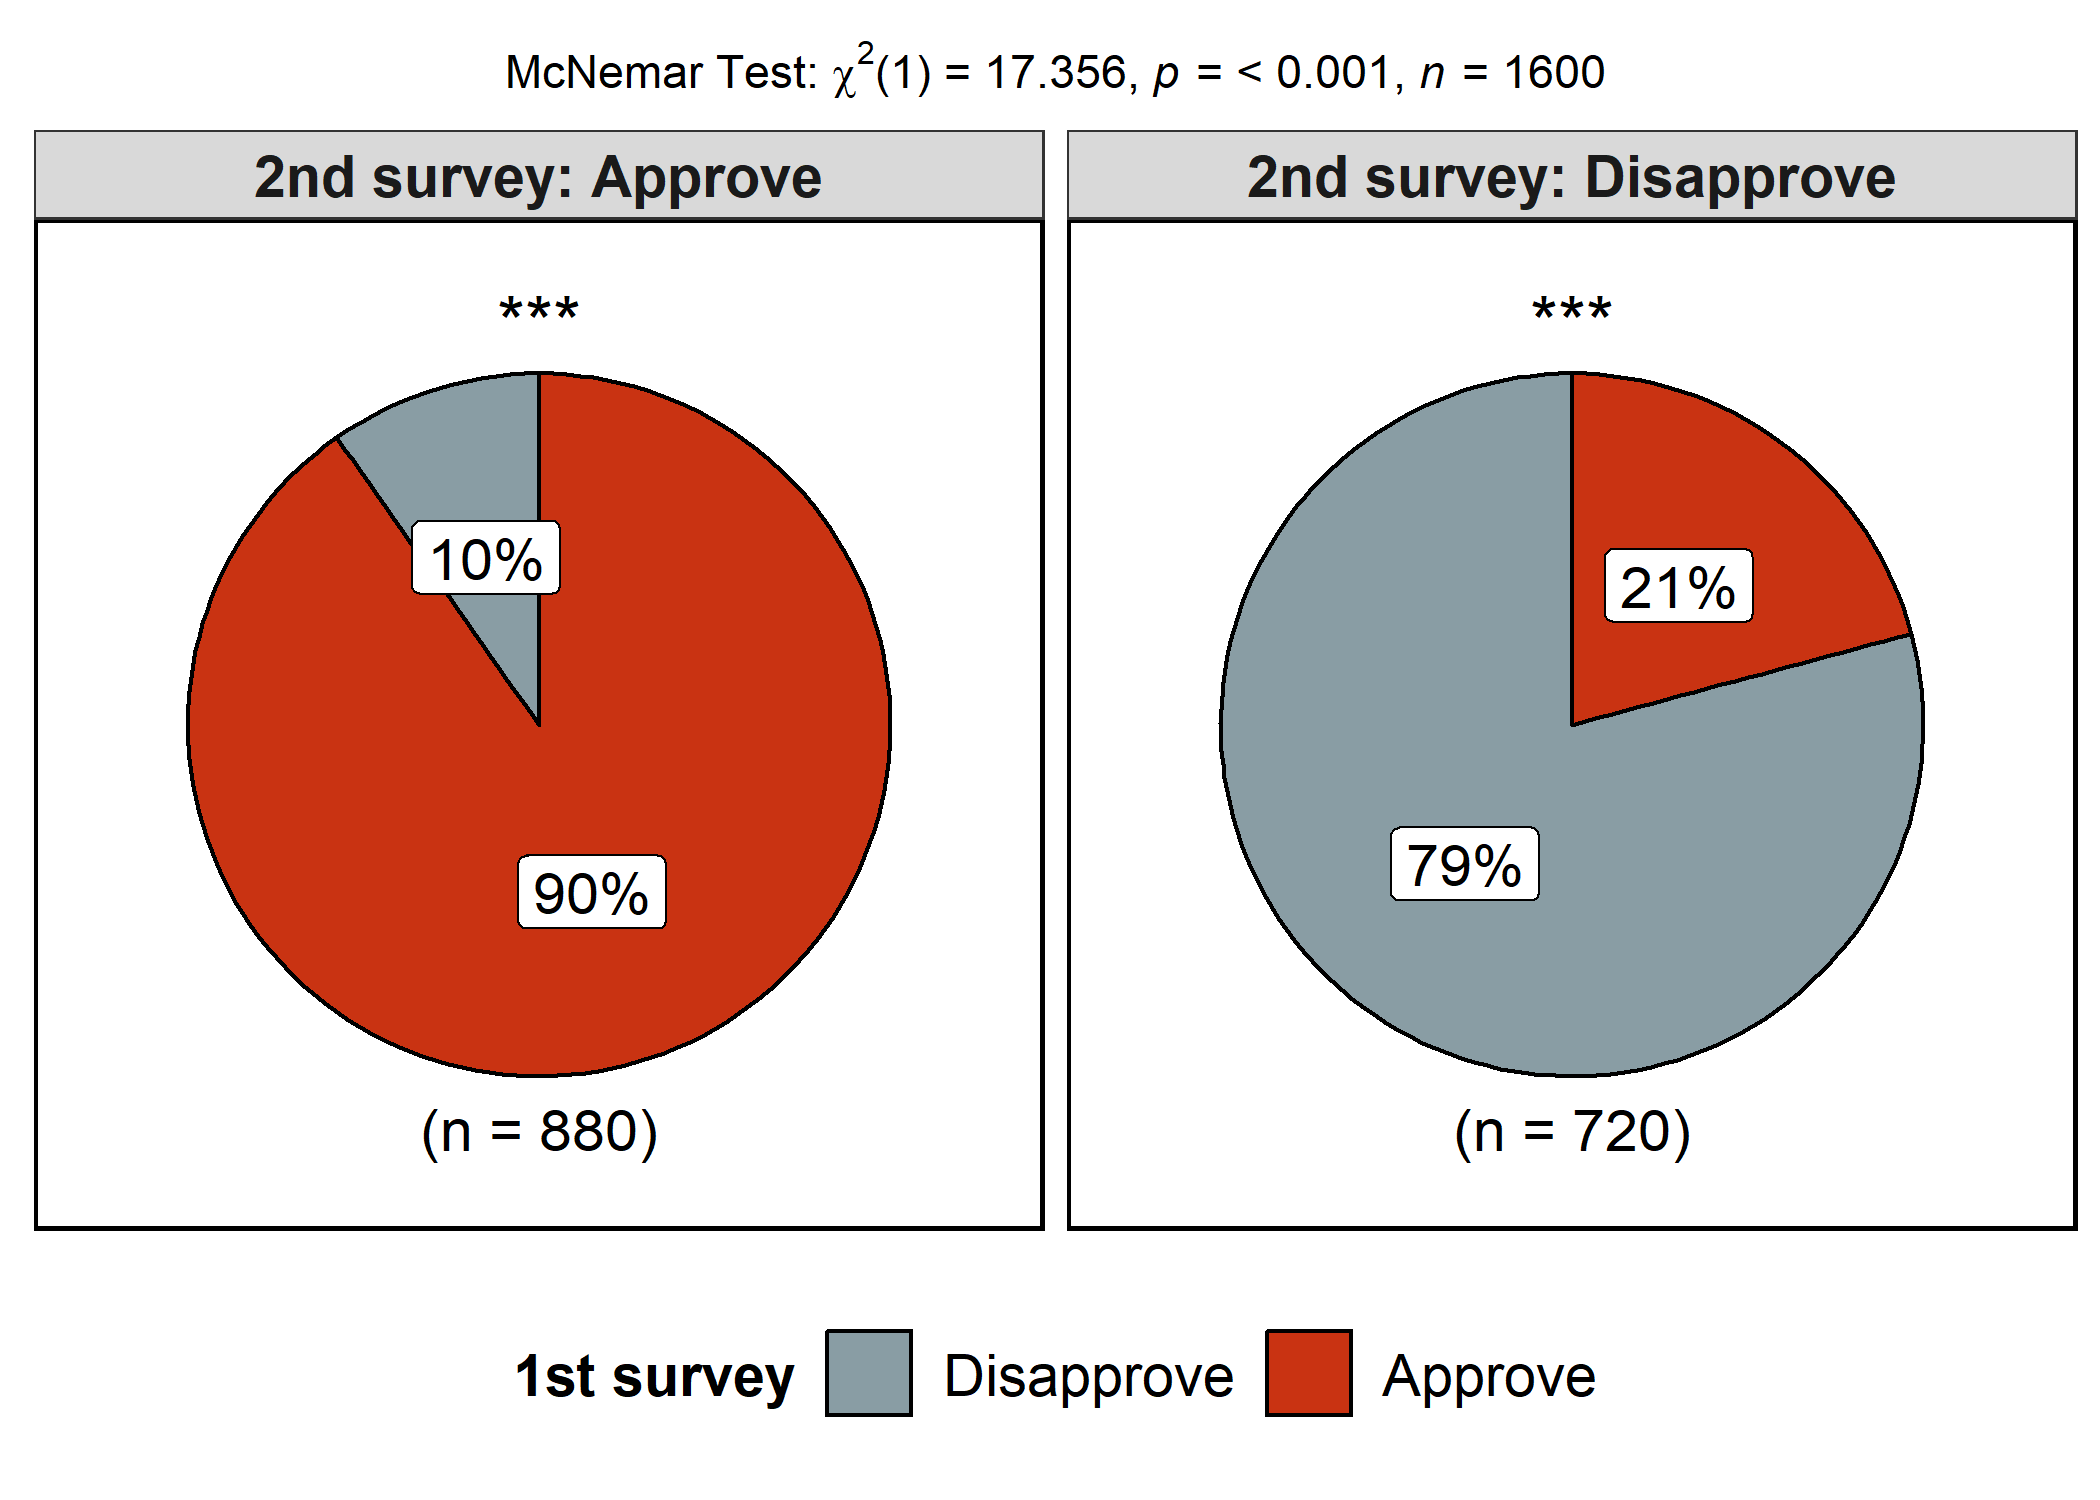 McNemar Test: χ²(1) = 17.356, p = < 0.001, n = 1600
2nd survey: Approve
***
10%
90%
(n = 880)
2nd survey: Disapprove
***
21%
79%
(n = 720)
1st survey Disapprove Approve